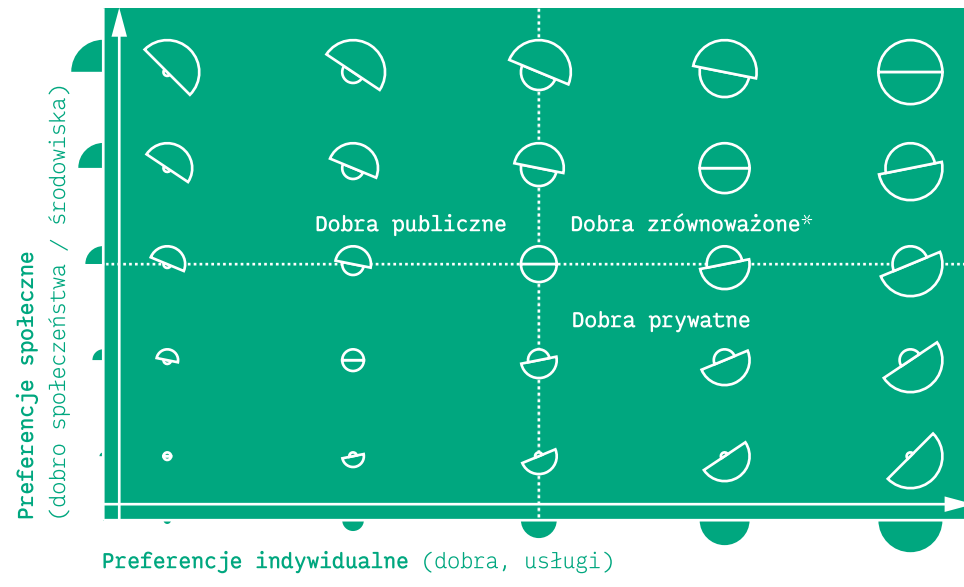 Preferencje społeczne
(dobro społeczeństwa / środowiska)
Dobra publiczne
Dobra zrównoważone*
Dobra prywatne
Preferencje indywidualne (dobra, usługi)